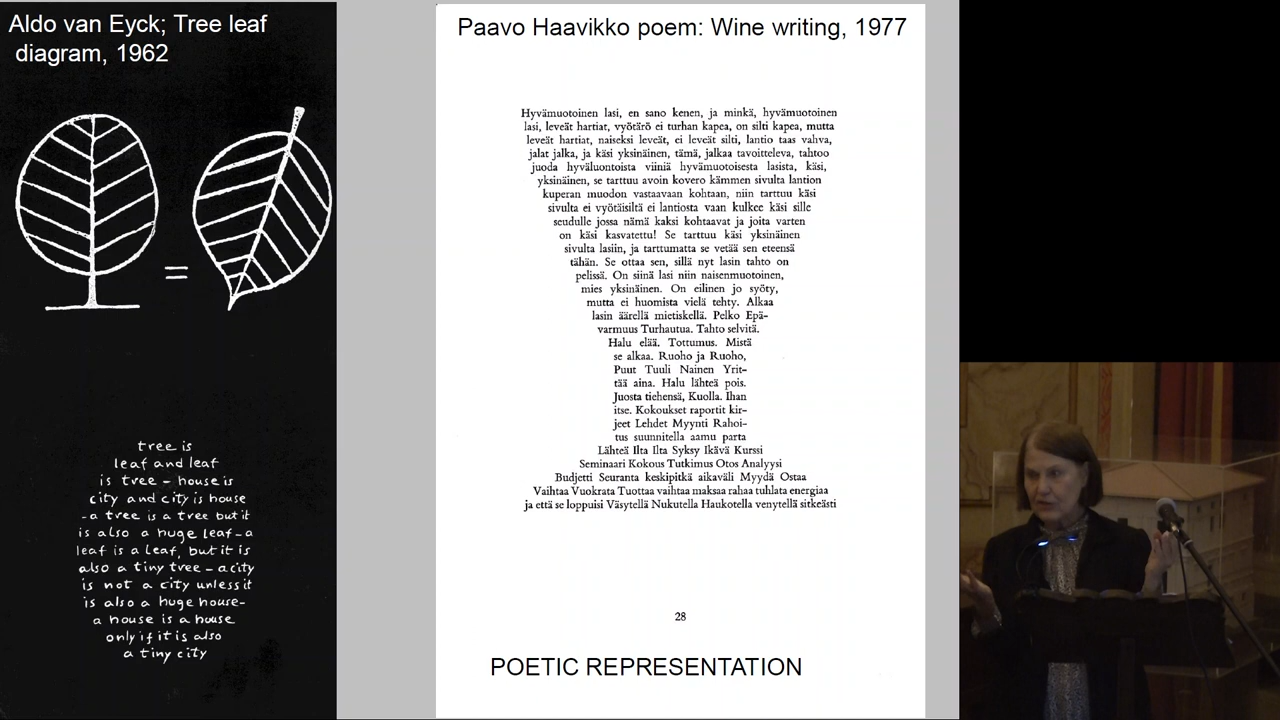 Aldo van Eyck; Tree leaf
diagram, 1962
=
tree is
leaf and leaf
is tree – house is
city and city is house
– a tree is a tree but it
is also a huge leaf – a
leaf is a leaf, but it is
also a tiny tree – a city
is not a city unless it
is also a huge house –
a house is a house
only if it is also
a tiny city
Paavo Haavikko poem: Wine writing, 1977
Hyvämuotoinen lasi, en sano kenen, ja minkä, hyvämuotoinen
lasi, leveät hartiat, vyötärö ei turhan kapea, on silti kapea, mutta
leveät hartiat, naiseksi leveät, ei leveät silti, lantio taas vahva,
jalat jalka, ja käsi yksinäinen, tämä, jalkaa tavoitteleva, tahtoo
juoda hyväluontoista viiniä hyvämuotoisesta lasista, käsi,
yksinäinen, se tarttuu avoin kovero kämmen sivulta lantion
kuperan muodon vastaavaan kohtaan, niin tarttuu käsi
sivulta ei vyötäisiltä ei lantiosta vaan kulkee käsi sille
seudulle jossa nämä kaksi kohtaavat ja joita varten
on käsi kasvatettu! Se tarttuu käsi yksinäinen
sivulta lasiin, ja tarttumatta se vetää sen eteensä
tähän. Se ottaa sen, sillä nyt lasin tahto on
pelissä. On siinä lasi niin naisenmuotoinen,
mies yksinäinen. On eilinen jo syöty,
mutta ei huomista vielä tehty. Alkaa
lasin äärellä mietiskellä. Pelko Epä-
varmuus Turhautua. Tahto selvitä.
Halu elää. Tottumus. Mistä
se alkaa. Ruoho ja Ruoho,
Puut Tuuli Nainen Yrit-
tää aina. Halu lähteä pois.
Juosta tiehensä, Kuolla. Ihan
itse. Kokoukset raportit kir-
jeet Lehdet Myynti Rahoi-
tus suunnitella aamu parta
Lähteä Ilta Ilta Syksy Ikävä Kurssi
Seminaari Kokous Tutkimus Otos Analyysi
Budjetti Seuranta keskipitkä aikaväli Myydä Ostaa
Vaihtaa Vuokrata Tuottaa vaihtaa maksaa rahaa tuhlata energiaa
ja että se loppuisi Väsytellä Nukutella Haukotella venytellä sitkeästi
28
POETIC REPRESENTATION